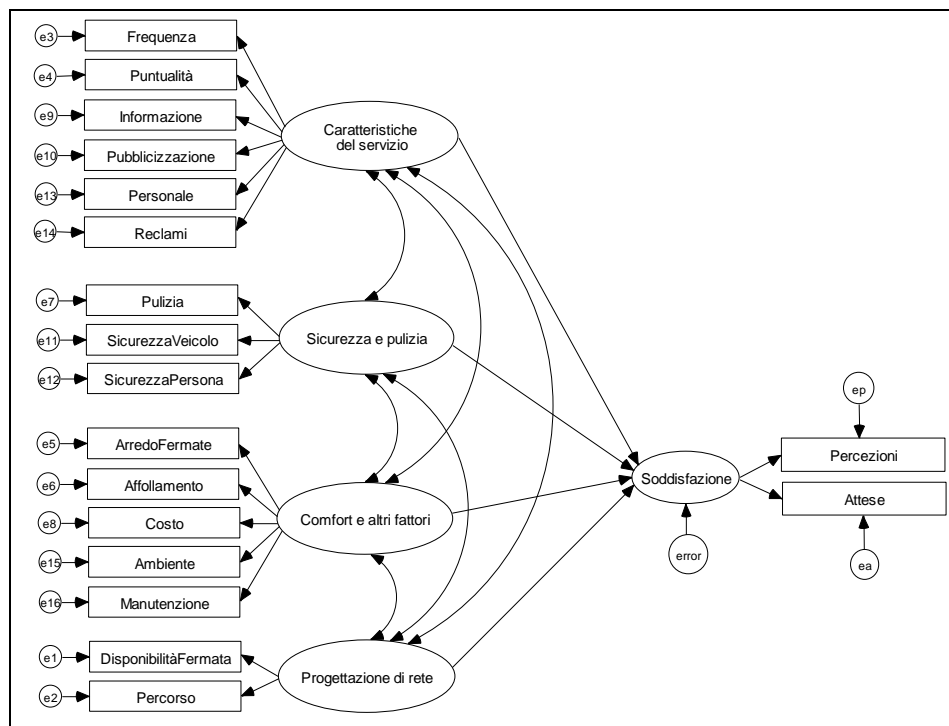 e3
Frequenza
e4
Puntualità
e9
Informazione
e10
Pubblicizzazione
e13
Personale
e14
Reclami
Caratteristiche
del servizio
e7
Pulizia
e11
SicurezzaVeicolo
e12
SicurezzaPersona
Sicurezza e pulizia
e5
ArredoFermate
e6
Affollamento
e8
Costo
e15
Ambiente
e16
Manutenzione
Comfort e altri fattori
e1
DisponibilitàFermata
e2
Percorso
Progettazione di rete
Soddisfazione
error
ep
Percezioni
Attese
ea